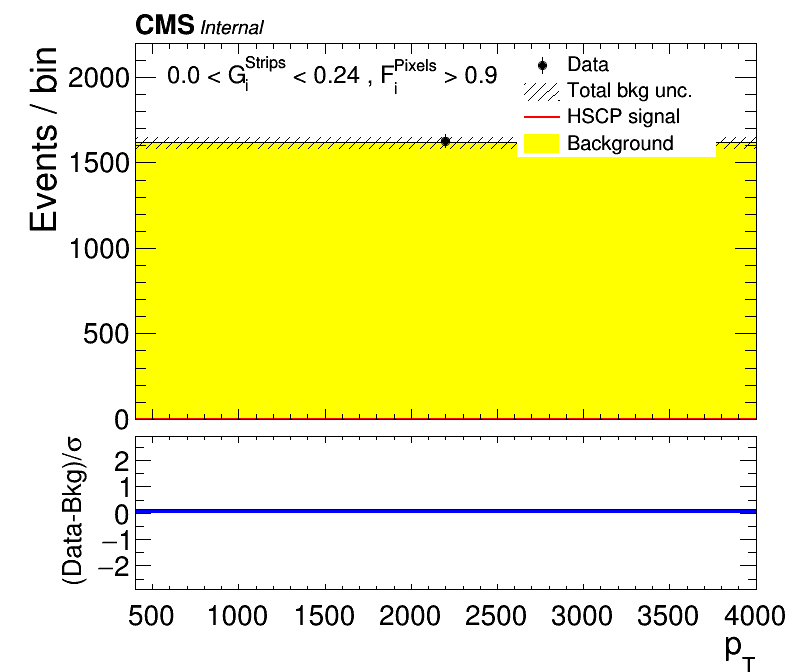 CMS Internal
0.0 < G_i^Strips < 0.24 , F_i^Pixels > 0.9
Data
Total bkg unc.
HSCP signal
Background
Events / bin
2000
1500
1000
500
0
(Data-Bkg)/σ
2
1
0
−1
−2
500 1000 1500 2000 2500 3000 3500 4000
p_T